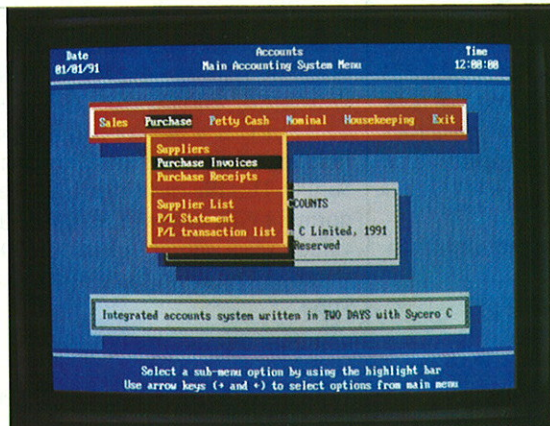 Date Accounts Time
01/01/91 Main Accounting System Menu 12:00:00
Sales Purchase Petty Cash Nominal Housekeeping Exit
Suppliers
Purchase Invoices
Purchase Receipts
Supplier List
P/L Statement
P/L transaction list
CCOUNTS
C Limited, 1991
Reserved
Integrated accounts system written in TWO DAYS with Sycero C
Select a sub-menu option by using the highlight bar
Use arrow keys (→ and ←) to select options from main menu